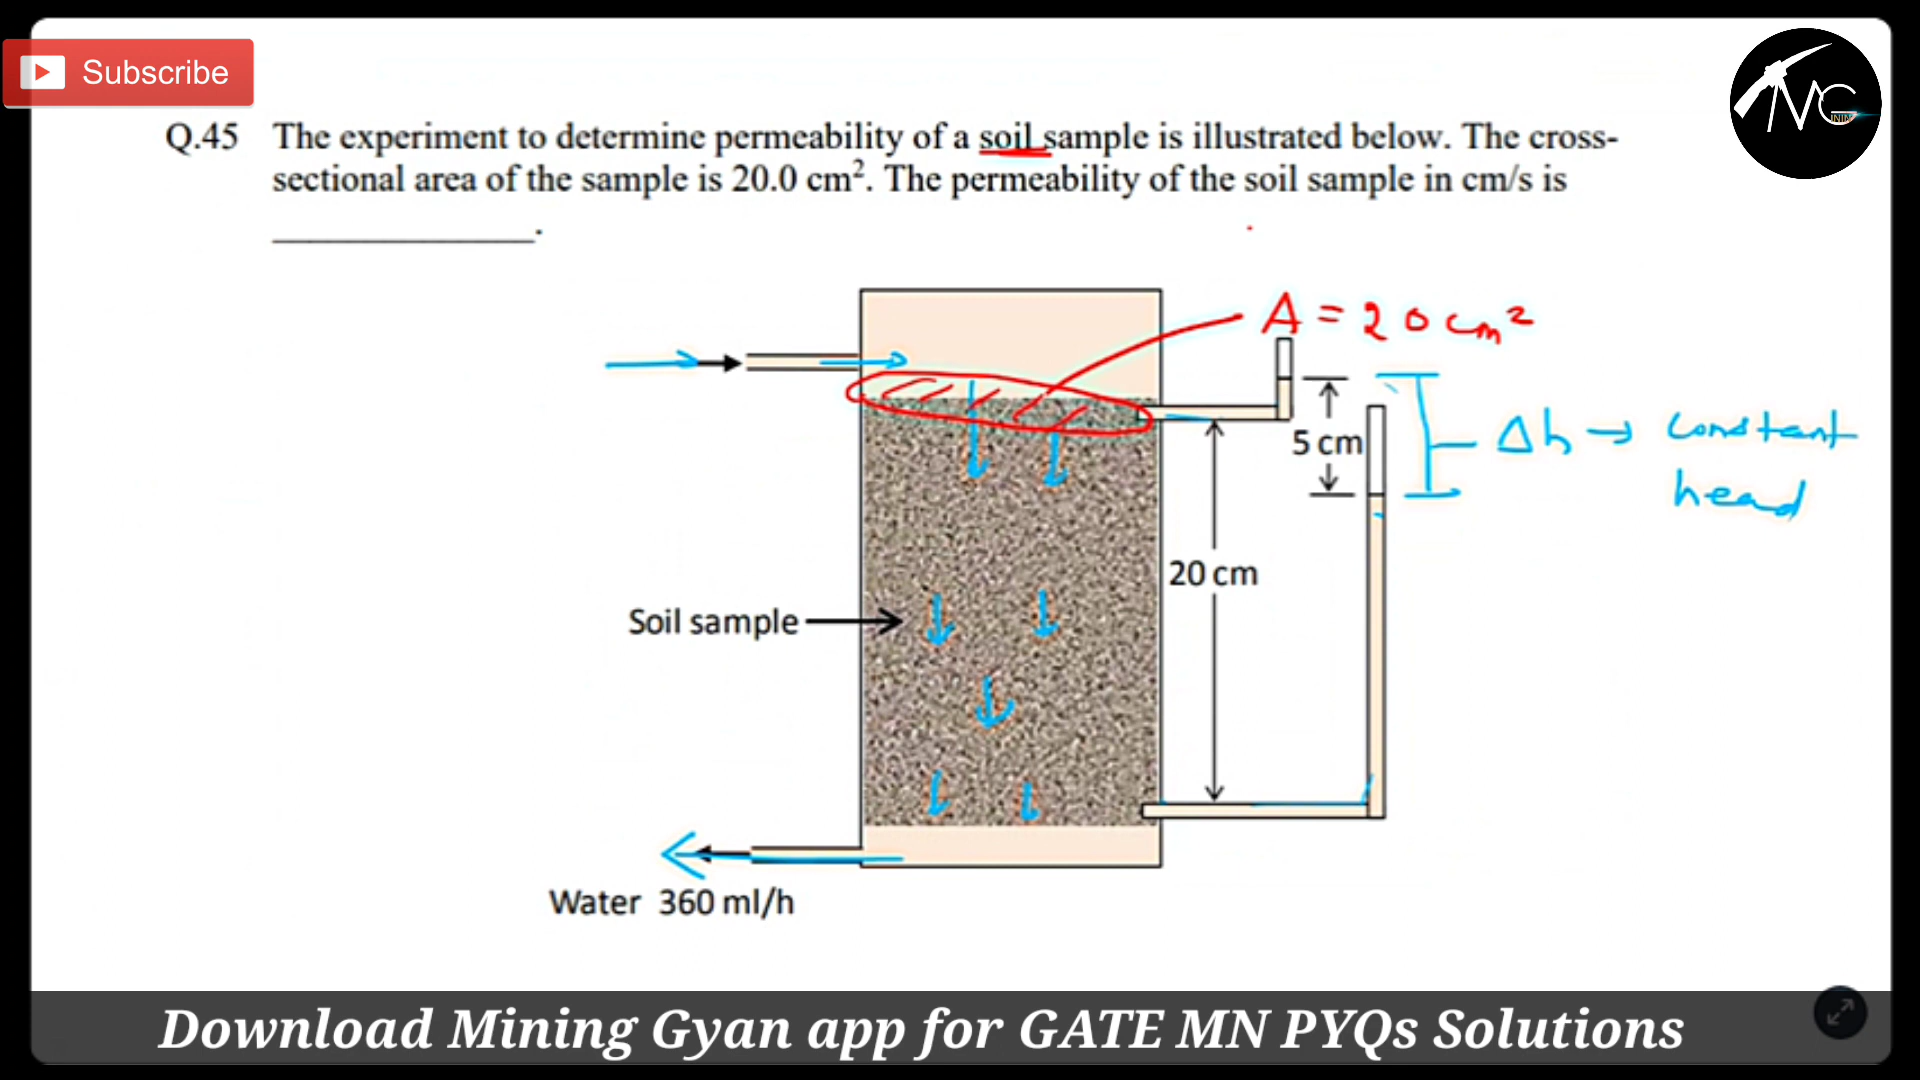 Subscribe
Q.45 The experiment to determine permeability of a soil sample is illustrated below. The cross-
sectional area of the sample is 20.0 cm². The permeability of the soil sample in cm/s is
______________.
A = 20 cm²
5 cm
Δh → constant
head
20 cm
Soil sample
Water 360 ml/h
Download Mining Gyan app for GATE MN PYQs Solutions